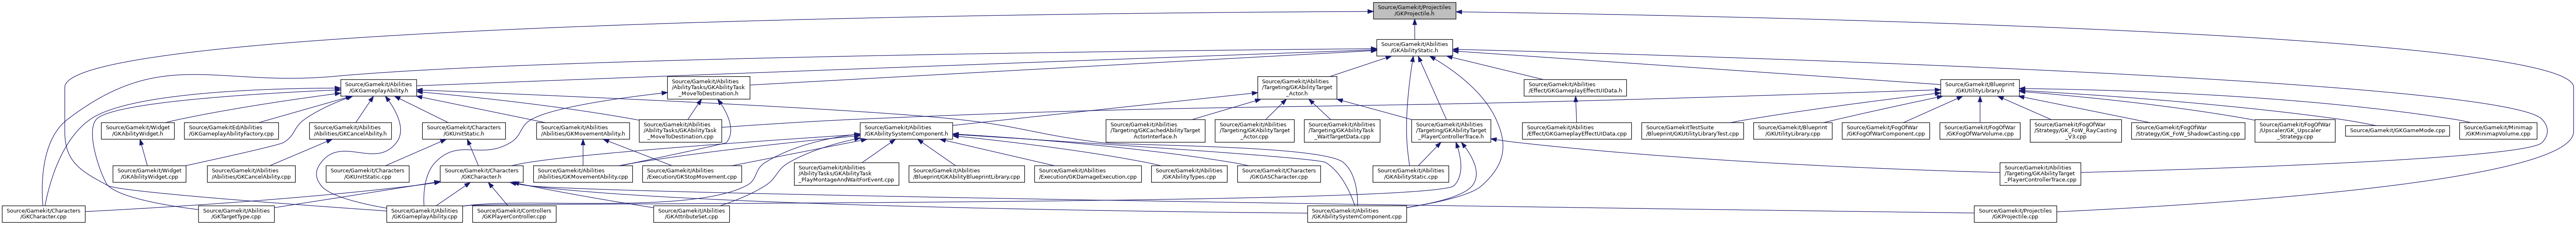 Source/Gamekit/Projectiles
/GKProjectile.h
Source/Gamekit/Abilities
/GKAbilityStatic.h
Source/Gamekit/Abilities
/GKGameplayAbility.h
Source/Gamekit/Abilities
/AbilityTasks/GKAbilityTask
_MoveToDestination.h
Source/Gamekit/Abilities
/Targeting/GKAbilityTarget
_Actor.h
Source/Gamekit/Abilities
/Effect/GKGameplayEffectUIData.h
Source/Gamekit/Blueprint
/GKUtilityLibrary.h
Source/Gamekit/Widget
/GKAbilityWidget.h
Source/GamekitEd/Abilities
/GKGameplayAbilityFactory.cpp
Source/Gamekit/Abilities
/Abilities/GKCancelAbility.h
Source/Gamekit/Characters
/GKUnitStatic.h
Source/Gamekit/Abilities
/Abilities/GKMovementAbility.h
Source/Gamekit/Abilities
/AbilityTasks/GKAbilityTask
_MoveToDestination.cpp
Source/Gamekit/Abilities
/GKAbilitySystemComponent.h
Source/Gamekit/Abilities
/Targeting/GKCachedAbilityTarget
_ActorInterface.h
Source/Gamekit/Abilities
/Targeting/GKAbilityTarget
_Actor.cpp
Source/Gamekit/Abilities
/Targeting/GKAbilityTask
_WaitTargetData.cpp
Source/Gamekit/Abilities
/Targeting/GKAbilityTarget
_PlayerControllerTrace.h
Source/Gamekit/Abilities
/Effect/GKGameplayEffectUIData.cpp
Source/GamekitTestSuite
/Blueprint/GKUtilityLibraryTest.cpp
Source/Gamekit/Blueprint
/GKUtilityLibrary.cpp
Source/Gamekit/FogOfWar
/GKFogOfWarComponent.cpp
Source/Gamekit/FogOfWar
/GKFogOfWarVolume.cpp
Source/Gamekit/FogOfWar
/Strategy/GK_FoW_RayCasting
_V3.cpp
Source/Gamekit/FogOfWar
/Strategy/GK_FoW_ShadowCasting.cpp
Source/Gamekit/FogOfWar
/Upscaler/GK_Upscaler
_Strategy.cpp
Source/Gamekit/GKGameMode.cpp
Source/Gamekit/Minimap
/GKMinimapVolume.cpp
Source/Gamekit/Widget
/GKAbilityWidget.cpp
Source/Gamekit/Abilities
/Abilities/GKCancelAbility.cpp
Source/Gamekit/Characters
/GKUnitStatic.cpp
Source/Gamekit/Characters
/GKCharacter.h
Source/Gamekit/Abilities
/Abilities/GKMovementAbility.cpp
Source/Gamekit/Abilities
/Execution/GKStopMovement.cpp
Source/Gamekit/Abilities
/AbilityTasks/GKAbilityTask
_PlayMontageAndWaitForEvent.cpp
Source/Gamekit/Abilities
/Blueprint/GKAbilityBlueprintLibrary.cpp
Source/Gamekit/Abilities
/Execution/GKDamageExecution.cpp
Source/Gamekit/Abilities
/GKAbilityTypes.cpp
Source/Gamekit/Characters
/GKGASCharacter.cpp
Source/Gamekit/Abilities
/GKAbilityStatic.cpp
Source/Gamekit/Abilities
/Targeting/GKAbilityTarget
_PlayerControllerTrace.cpp
Source/Gamekit/Characters
/GKCharacter.cpp
Source/Gamekit/Abilities
/GKTargetType.cpp
Source/Gamekit/Abilities
/GKGameplayAbility.cpp
Source/Gamekit/Controllers
/GKPlayerController.cpp
Source/Gamekit/Abilities
/GKAttributeSet.cpp
Source/Gamekit/Abilities
/GKAbilitySystemComponent.cpp
Source/Gamekit/Projectiles
/GKProjectile.cpp